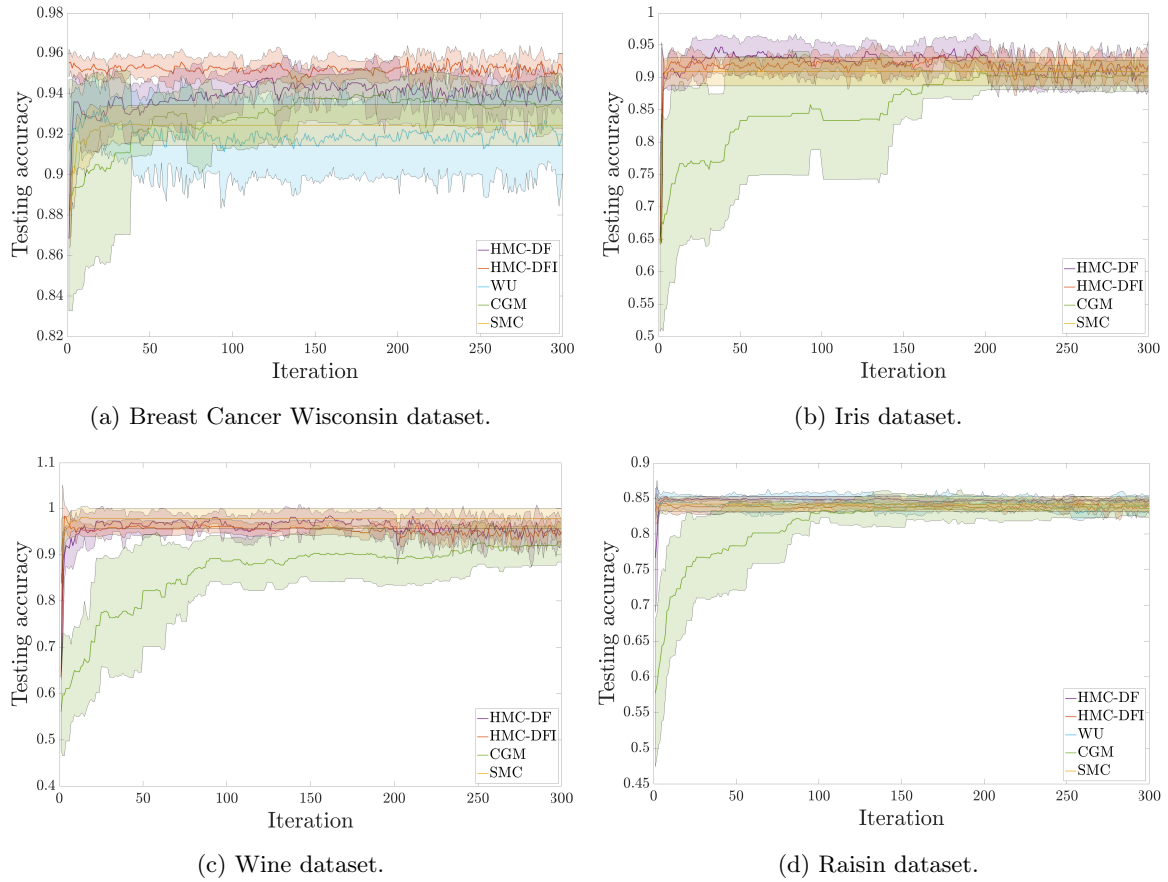 0.98
0.96
0.94
0.92
0.9
0.88
0.86
0.84
0.82
Testing accuracy
HMC-DF
HMC-DFI
WU
CGM
SMC
0 50 100 150 200 250 300
Iteration
(a) Breast Cancer Wisconsin dataset.
1
0.95
0.9
0.85
0.8
0.75
0.7
0.65
0.6
0.55
0.5
Testing accuracy
HMC-DF
HMC-DFI
CGM
SMC
0 50 100 150 200 250 300
Iteration
(b) Iris dataset.
1.1
1
0.9
0.8
0.7
0.6
0.5
0.4
Testing accuracy
HMC-DF
HMC-DFI
CGM
SMC
0 50 100 150 200 250 300
Iteration
(c) Wine dataset.
0.9
0.85
0.8
0.75
0.7
0.65
0.6
0.55
0.5
0.45
Testing accuracy
HMC-DF
HMC-DFI
WU
CGM
SMC
0 50 100 150 200 250 300
Iteration
(d) Raisin dataset.